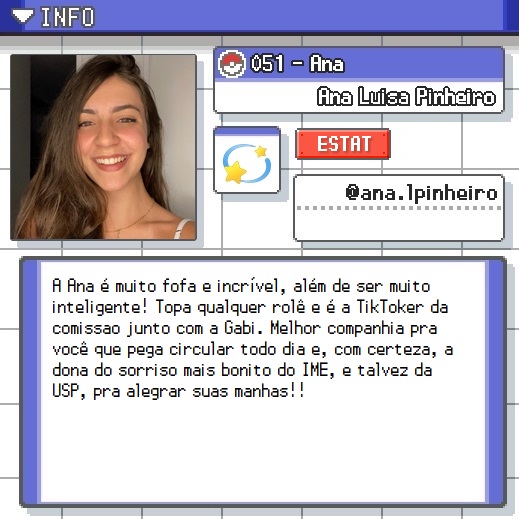 INFO
051 - Ana
Ana Luisa Pinheiro
ESTAT
@ana.lpinheiro
A Ana é muito fofa e incrível, além de ser muito
inteligente! Topa qualquer rolê e é a TikToker da
comissao junto com a Gabi. Melhor companhia pra
você que pega circular todo dia e, com certeza, a
dona do sorriso mais bonito do IME, e talvez da
USP, pra alegrar suas manhas!!